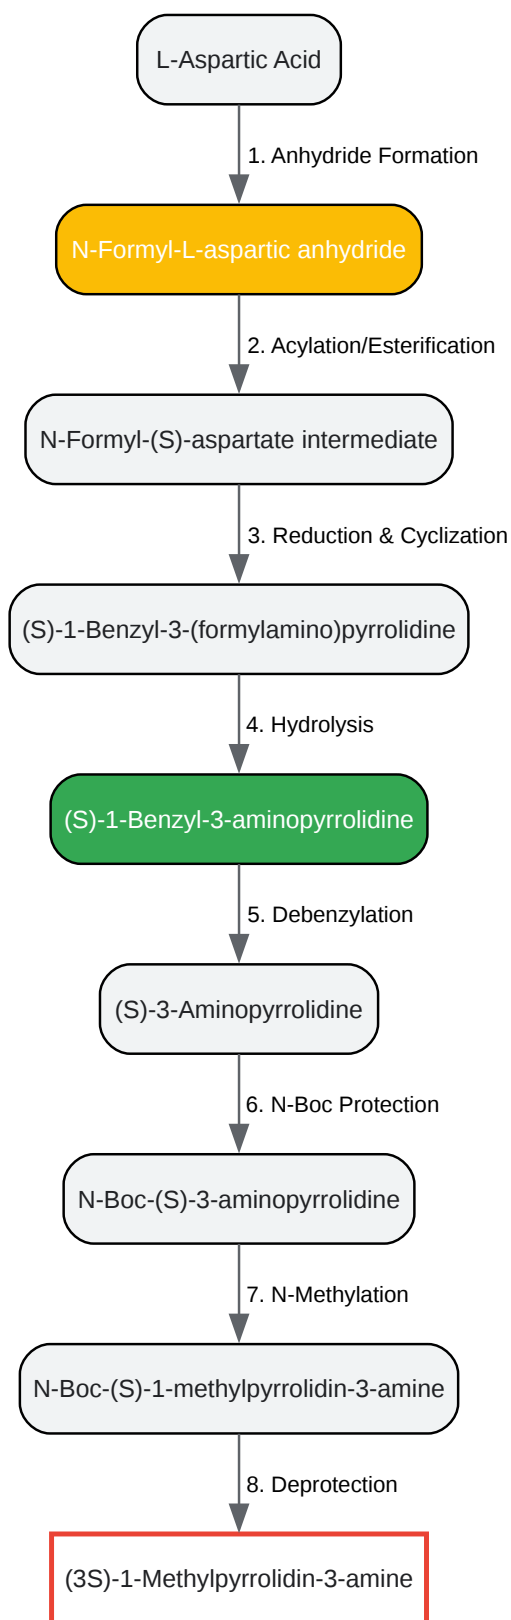 L-Aspartic Acid
1. Anhydride Formation
N-Formyl-L-aspartic anhydride
2. Acylation/Esterification
N-Formyl-(S)-aspartate intermediate
3. Reduction & Cyclization
(S)-1-Benzyl-3-(formylamino)pyrrolidine
4. Hydrolysis
(S)-1-Benzyl-3-aminopyrrolidine
5. Debenzylation
(S)-3-Aminopyrrolidine
6. N-Boc Protection
N-Boc-(S)-3-aminopyrrolidine
7. N-Methylation
N-Boc-(S)-1-methylpyrrolidin-3-amine
8. Deprotection
(3S)-1-Methylpyrrolidin-3-amine